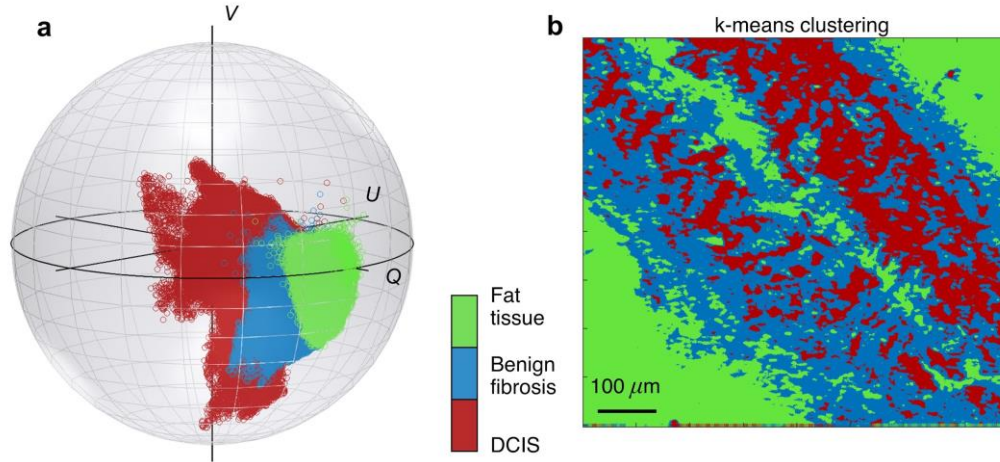 a
V
U
Q
Fat
tissue
Benign
fibrosis
DCIS
b
k-means clustering
100 μm